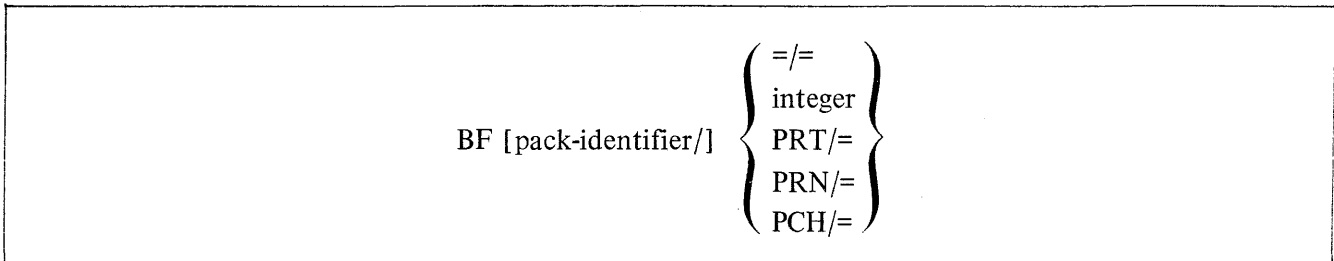 =/=
integer
BF [pack-identifier/] PRT/=
PRN/=
PCH/=